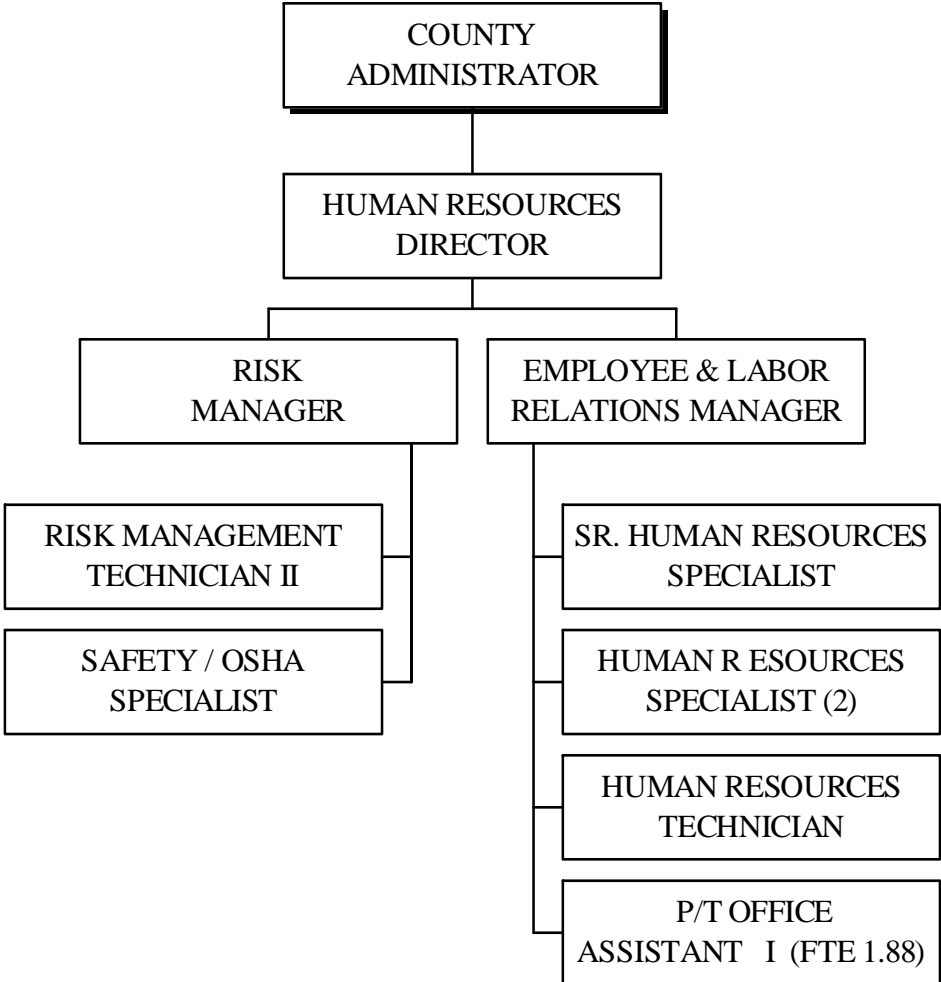 COUNTY
ADMINISTRATOR
HUMAN RESOURCES
DIRECTOR
RISK
MANAGER
EMPLOYEE & LABOR
RELATIONS MANAGER
RISK MANAGEMENT
TECHNICIAN II
SAFETY / OSHA
SPECIALIST
SR. HUMAN RESOURCES
SPECIALIST
HUMAN R ESOURCES
SPECIALIST (2)
HUMAN RESOURCES
TECHNICIAN
P/T OFFICE
ASSISTANT I (FTE 1.88)